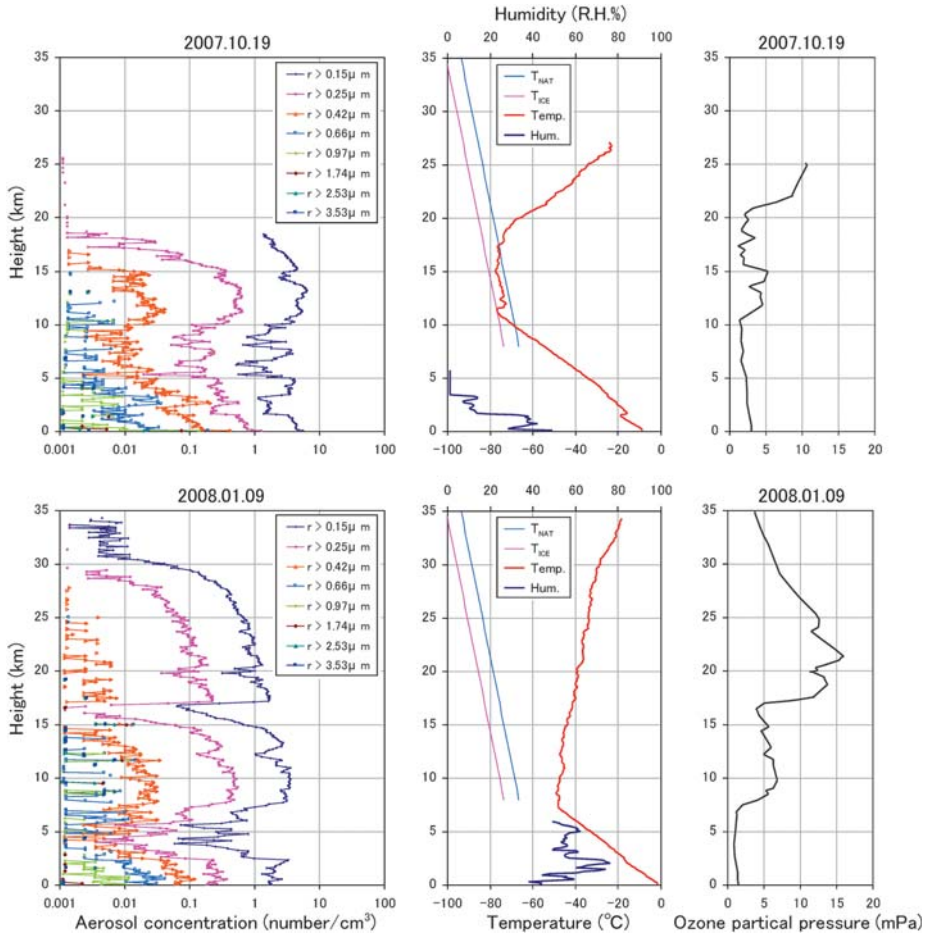 Humidity (R.H.%)
2007.10.19
0 20 40 60 80 100
2007.10.19
35
30
25
20
15
10
5
0
Height (km)
r > 0.15μ m
r > 0.25μ m
r > 0.42μ m
r > 0.66μ m
r > 0.97μ m
r > 1.74μ m
r > 2.53μ m
r > 3.53μ m
0.001 0.01 0.1 1 10 100
35
30
25
20
15
10
5
0
TNAT
TICE
Temp.
Hum.
-100 -80 -60 -40 -20 0
35
30
25
20
15
10
5
0
0 5 10 15 20
2008.01.09
0 20 40 60 80 100
2008.01.09
35
30
25
20
15
10
5
0
Height (km)
r > 0.15μ m
r > 0.25μ m
r > 0.42μ m
r > 0.66μ m
r > 0.97μ m
r > 1.74μ m
r > 2.53μ m
r > 3.53μ m
0.001 0.01 0.1 1 10 100
Aerosol concentration (number/cm³)
35
30
25
20
15
10
5
0
TNAT
TICE
Temp.
Hum.
-100 -80 -60 -40 -20 0
Temperature (°C)
35
30
25
20
15
10
5
0
0 5 10 15 20
Ozone partical pressure (mPa)